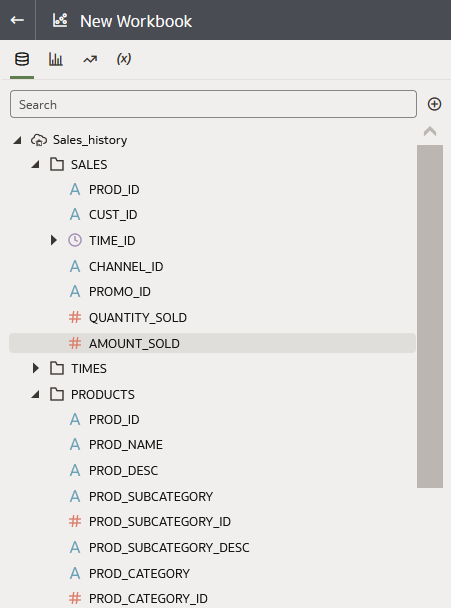 New Workbook
(x)
Search
Sales_history
SALES
A PROD_ID
A CUST_ID
TIME_ID
A CHANNEL_ID
A PROMO_ID
# QUANTITY_SOLD
# AMOUNT_SOLD
TIMES
PRODUCTS
A PROD_ID
A PROD_NAME
A PROD_DESC
A PROD_SUBCATEGORY
# PROD_SUBCATEGORY_ID
A PROD_SUBCATEGORY_DESC
A PROD_CATEGORY
# PROD_CATEGORY_ID